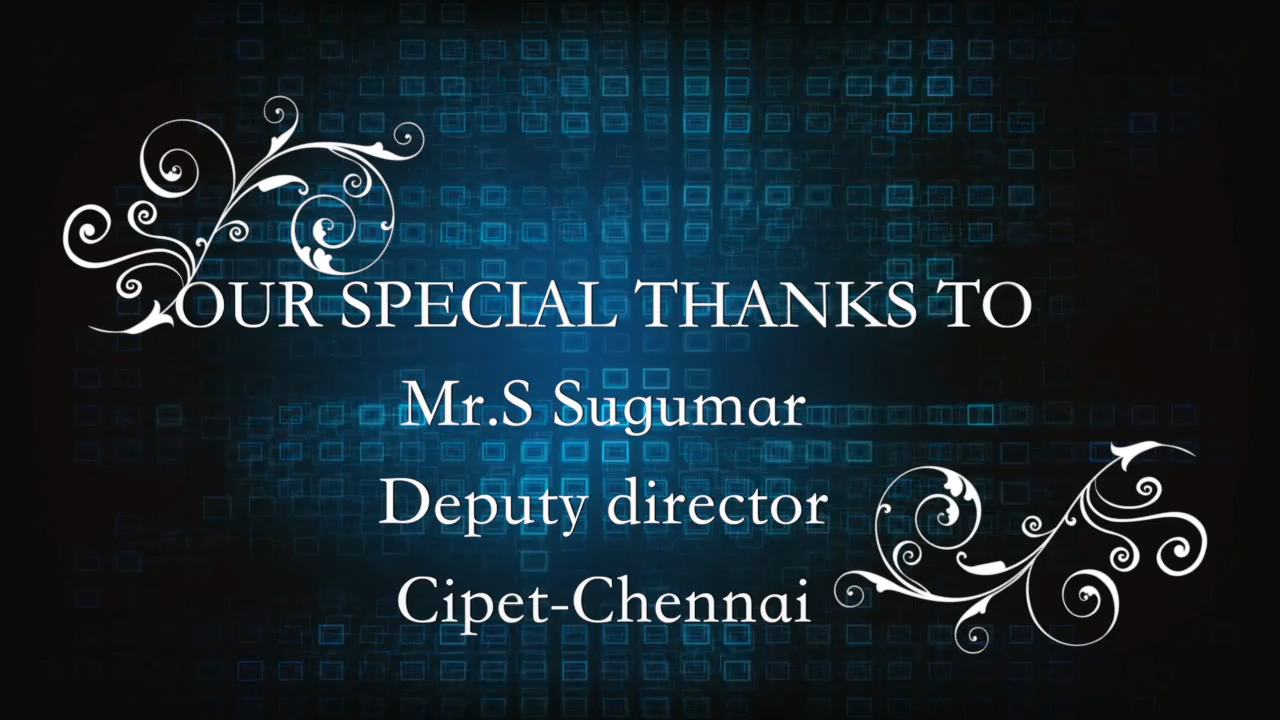 OUR SPECIAL THANKS TO
Mr.S Sugumar
Deputy director
Cipet-Chennai